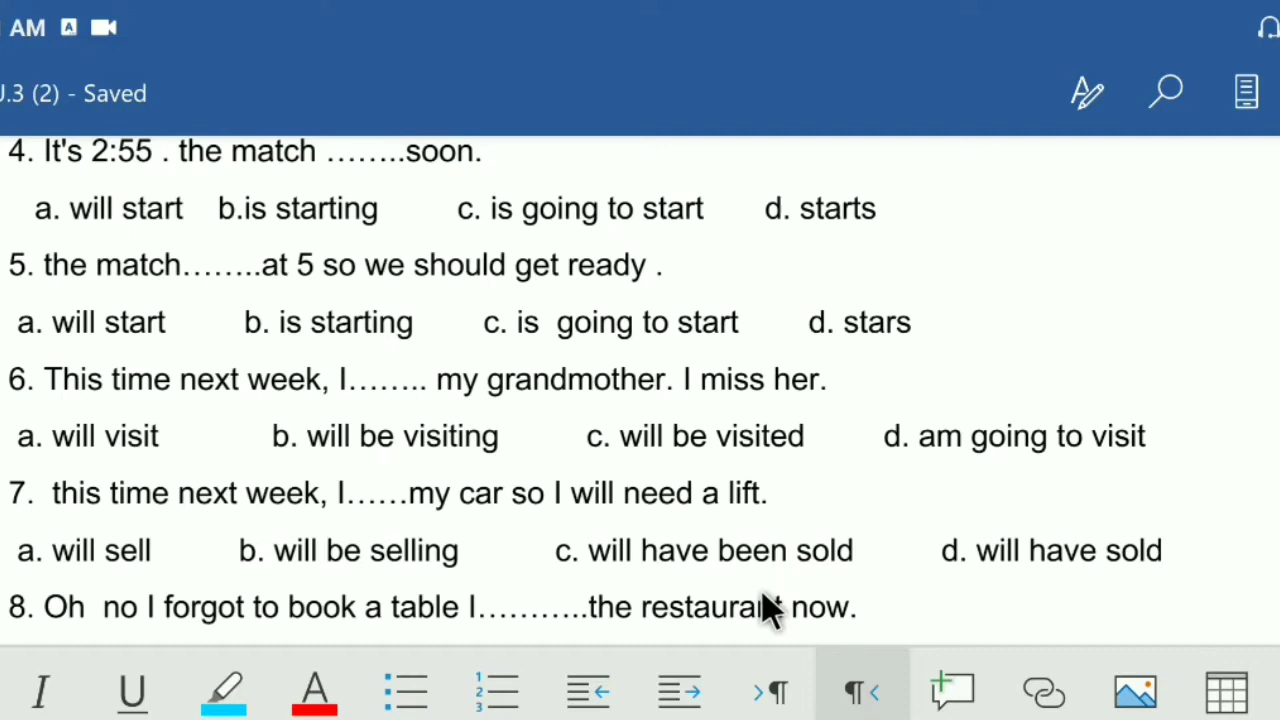 AM A
J.3 (2) - Saved
4. It's 2:55 . the match ........soon.
a. will start b.is starting c. is going to start d. starts
5. the match........at 5 so we should get ready .
a. will start b. is starting c. is going to start d. stars
6. This time next week, I........ my grandmother. I miss her.
a. will visit b. will be visiting c. will be visited d. am going to visit
7. this time next week, I......my car so I will need a lift.
a. will sell b. will be selling c. will have been sold d. will have sold
8. Oh no I forgot to book a table I...........the restaurant now.